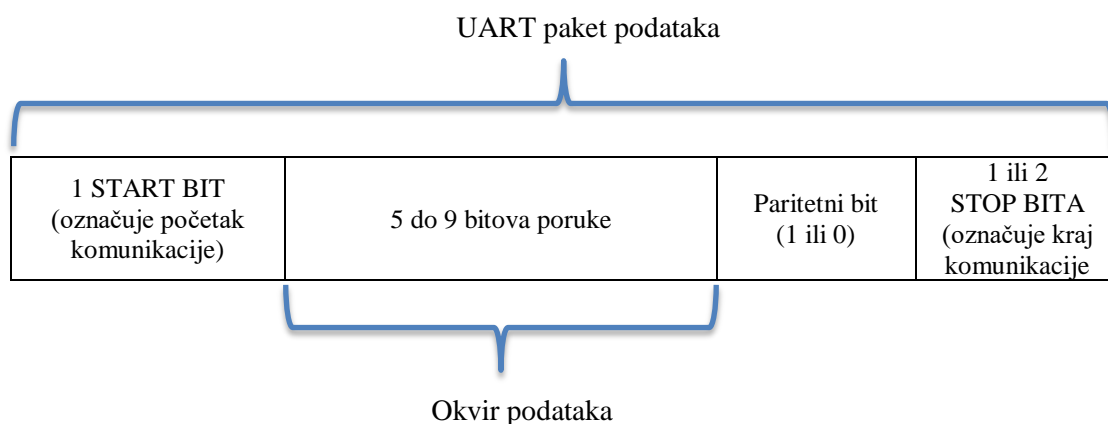 UART paket podataka
1 START BIT
(označuje početak
komunikacije)
5 do 9 bitova poruke
Paritetni bit
(1 ili 0)
1 ili 2
STOP BITA
(označuje kraj
komunikacije
Okvir podataka